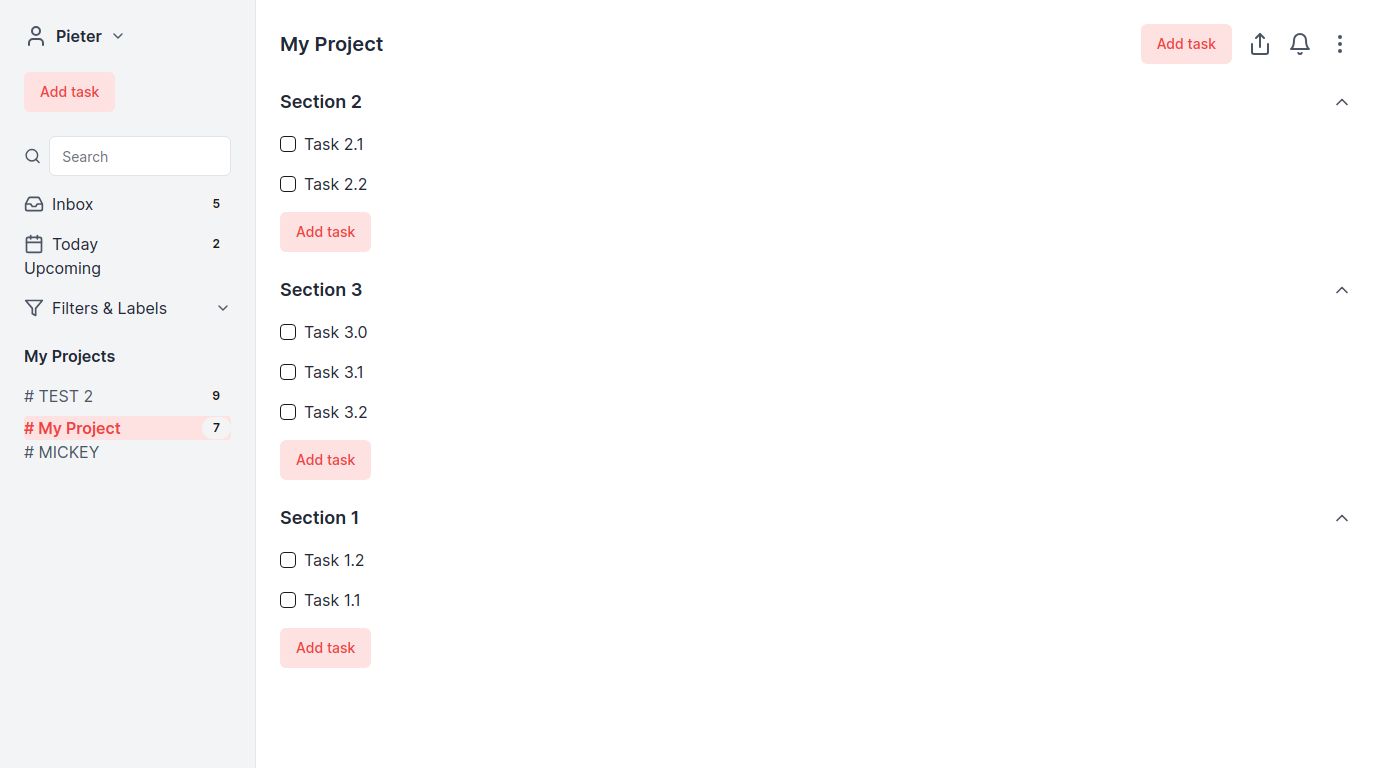 Pieter
Add task
Search
Inbox 5
Today 2
Upcoming
Filters & Labels
My Projects
# TEST 2 9
# My Project 7
# MICKEY
My Project
Add task
Section 2
Task 2.1
Task 2.2
Add task
Section 3
Task 3.0
Task 3.1
Task 3.2
Add task
Section 1
Task 1.2
Task 1.1
Add task